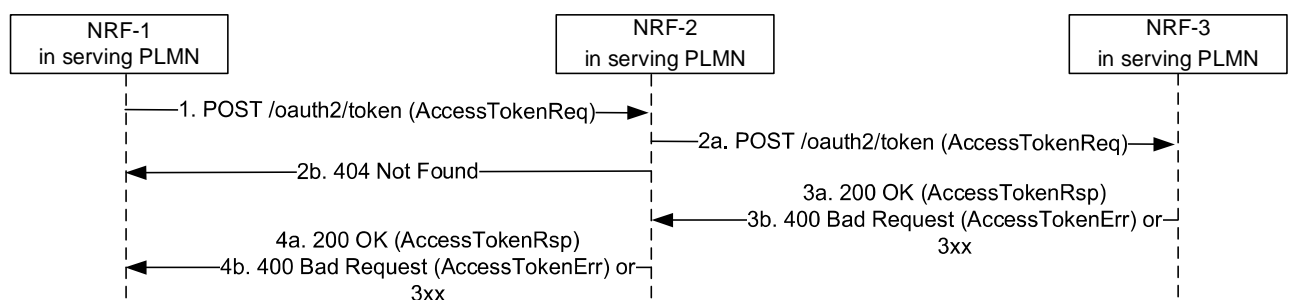 NRF-1
in serving PLMN
NRF-2
in serving PLMN
NRF-3
in serving PLMN
1. POST /oauth2/token (AccessTokenReq)
2a. POST /oauth2/token (AccessTokenReq)
2b. 404 Not Found
3a. 200 OK (AccessTokenRsp)
3b. 400 Bad Request (AccessTokenErr) or
3xx
4a. 200 OK (AccessTokenRsp)
4b. 400 Bad Request (AccessTokenErr) or
3xx